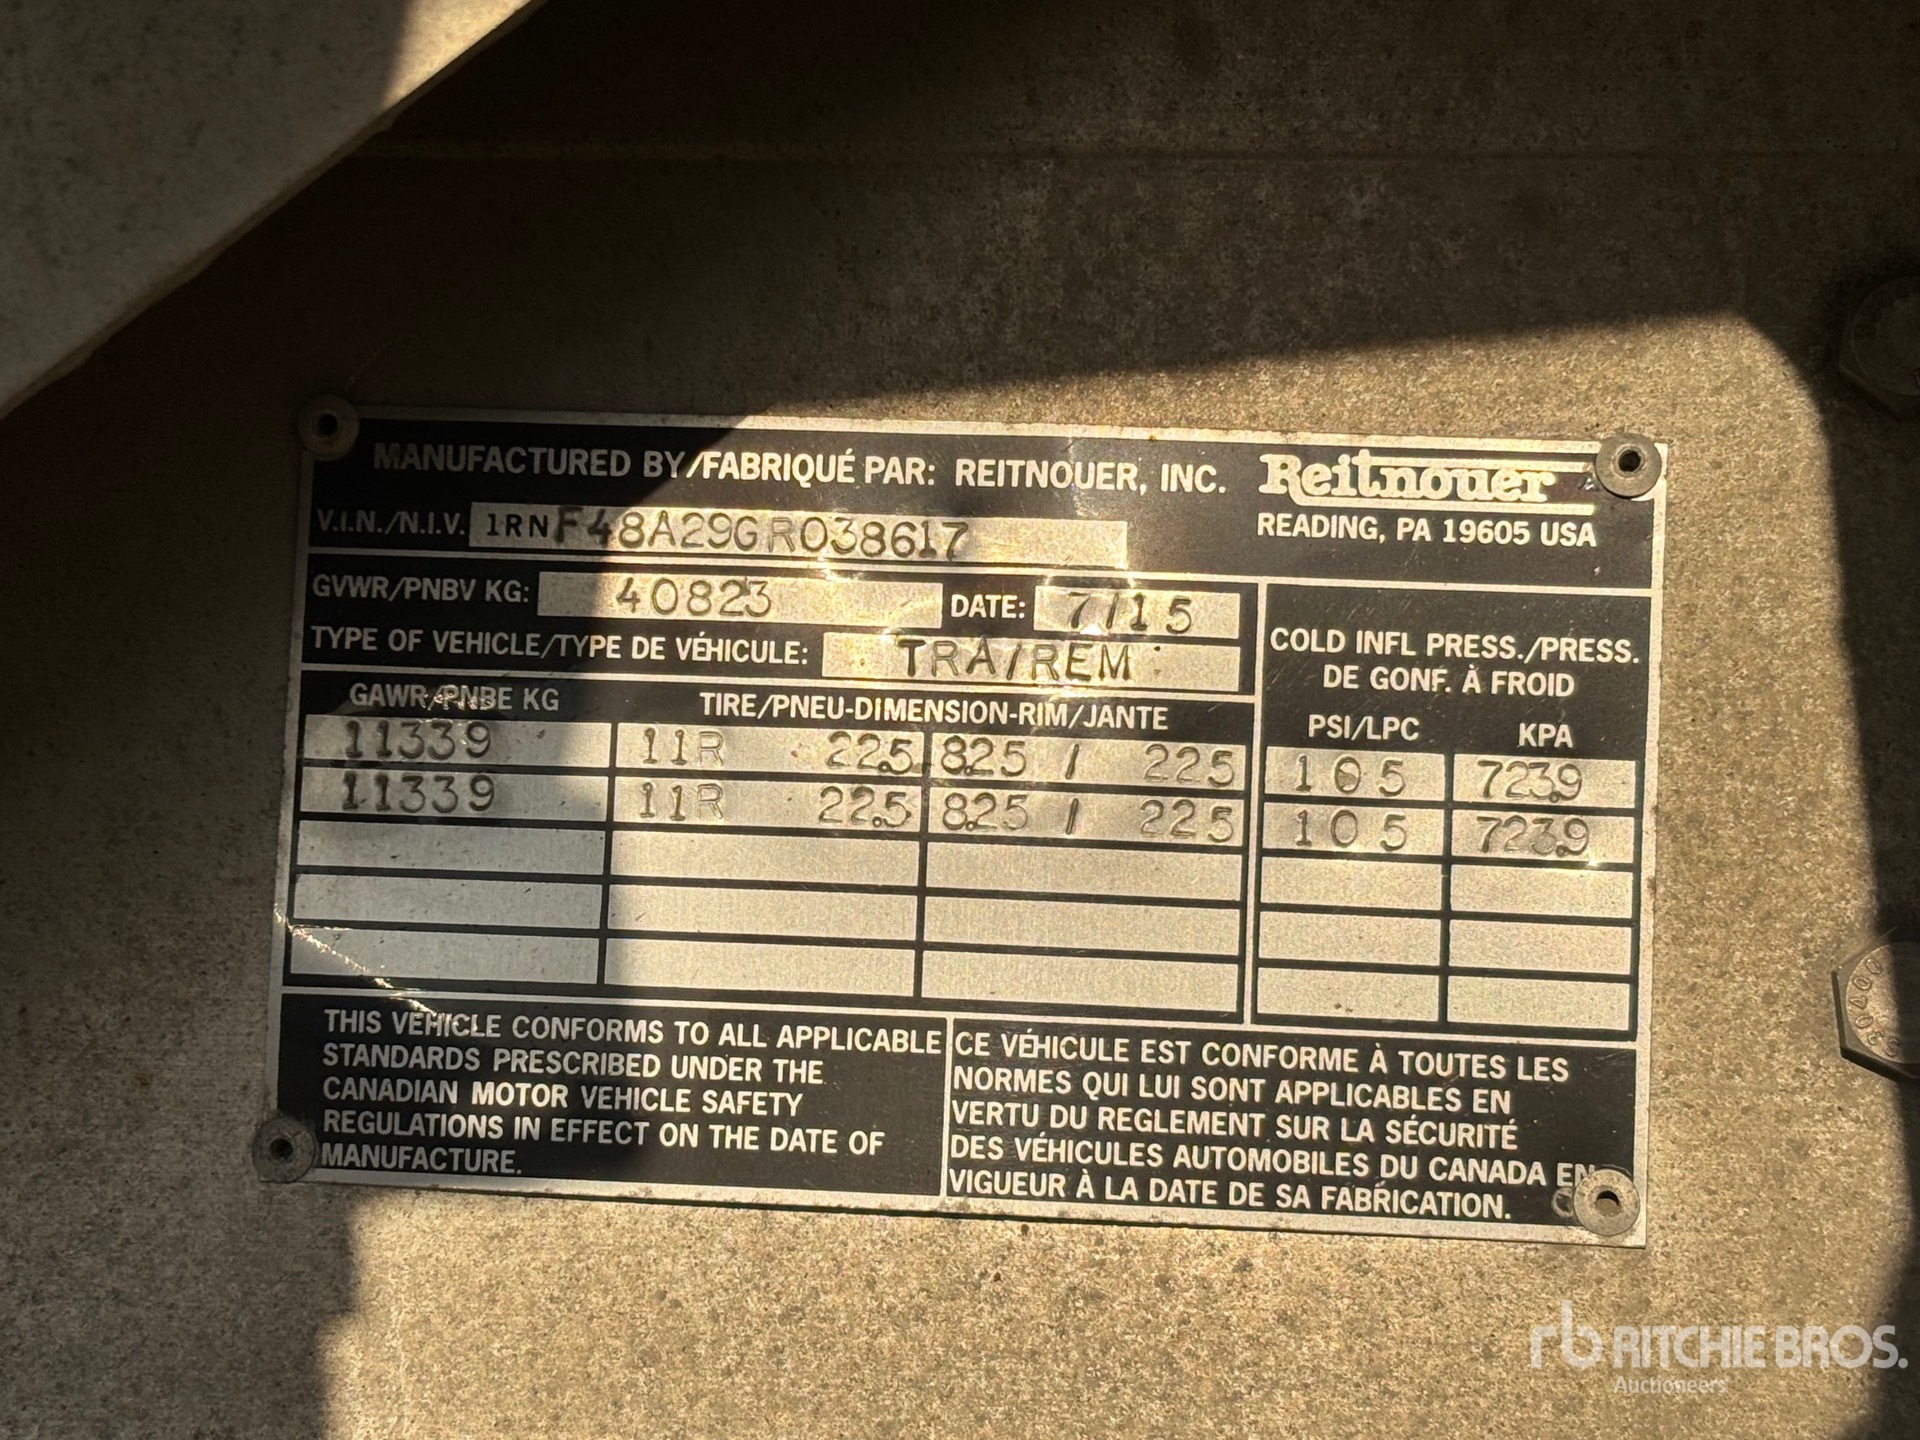 MANUFACTURED BY/FABRIQUÉ PAR: REITNOUER, INC. Reitnouer
V.I.N./N.I.V. 1RNF48A29GR038617 READING, PA 19605 USA
GVWR/PNBV KG: 40823 DATE: 7/15
TYPE OF VEHICLE/TYPE DE VÉHICULE: TRA/REM
COLD INFL PRESS./PRESS.
DE GONF. À FROID
GAWR/PNBE KG TIRE/PNEU-DIMENSION-RIM/JANTE PSI/LPC KPA
11339 11R 22.5 8.25 / 225 105 723.9
11339 11R 22.5 8.25 / 225 105 723.9
THIS VEHICLE CONFORMS TO ALL APPLICABLE
STANDARDS PRESCRIBED UNDER THE
CANADIAN MOTOR VEHICLE SAFETY
REGULATIONS IN EFFECT ON THE DATE OF
MANUFACTURE.
CE VÉHICULE EST CONFORME À TOUTES LES
NORMES QUI LUI SONT APPLICABLES EN
VERTU DU REGLEMENT SUR LA SÉCURITÉ
DES VÉHICULES AUTOMOBILES DU CANADA EN
VIGUEUR À LA DATE DE SA FABRICATION.
rb RITCHIE BROS.
Auctioneers